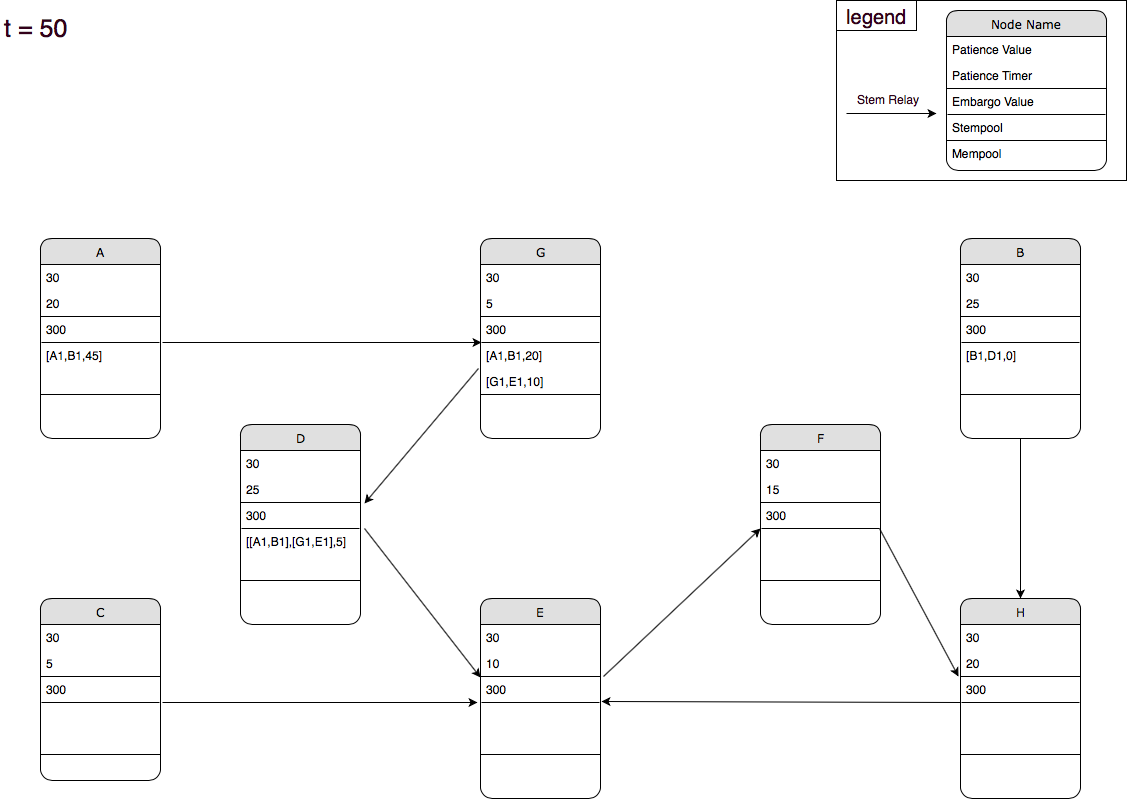 t = 50
legend
Node Name
Patience Value
Patience Timer
Embargo Value
Stempool
Mempool
Stem Relay
A
30
20
300
[A1,B1,45]
G
30
5
300
[A1,B1,20]
[G1,E1,10]
B
30
25
300
[B1,D1,0]
D
30
25
300
[[A1,B1],[G1,E1],5]
F
30
15
300
C
30
5
300
E
30
10
300
H
30
20
300